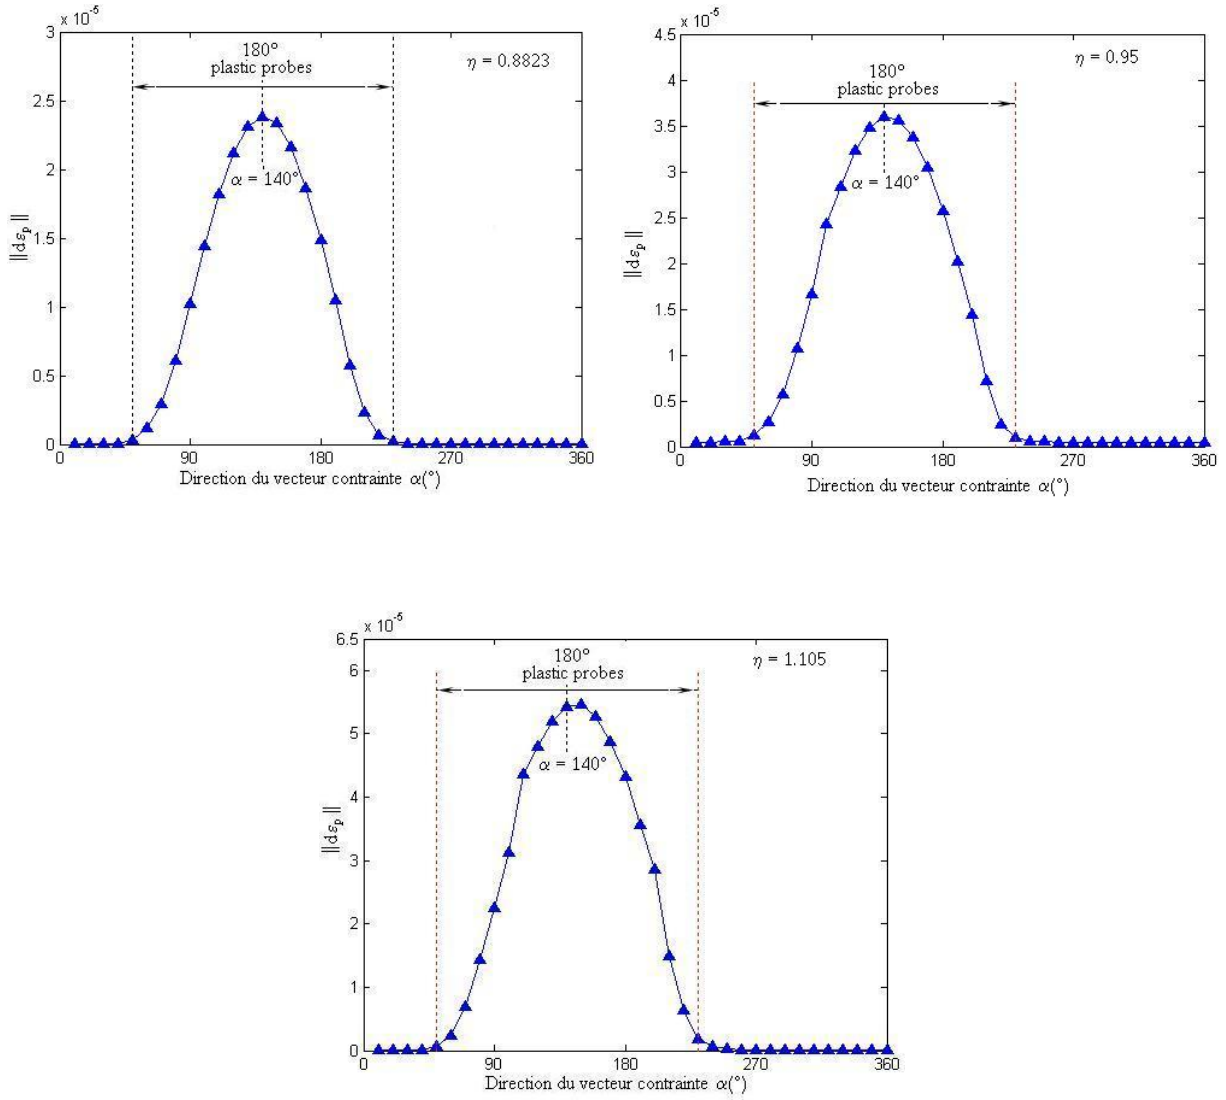 x 10-5
3
2.5
2
1.5
1
0.5
0
0 90 180 270 360
180°
plastic probes
η = 0.8823
α = 140°
||dεp||
Direction du vecteur contrainte α(°)
x 10-5
4.5
4
3.5
3
2.5
2
1.5
1
0.5
0
0 90 180 270 360
180°
plastic probes
η = 0.95
α = 140°
||dεp||
Direction du vecteur contrainte α(°)
x 10-5
6.5
6
5
4
3
2
1
0
0 90 180 270 360
180°
plastic probes
η = 1.105
α = 140°
||dεp||
Direction du vecteur contrainte α(°)